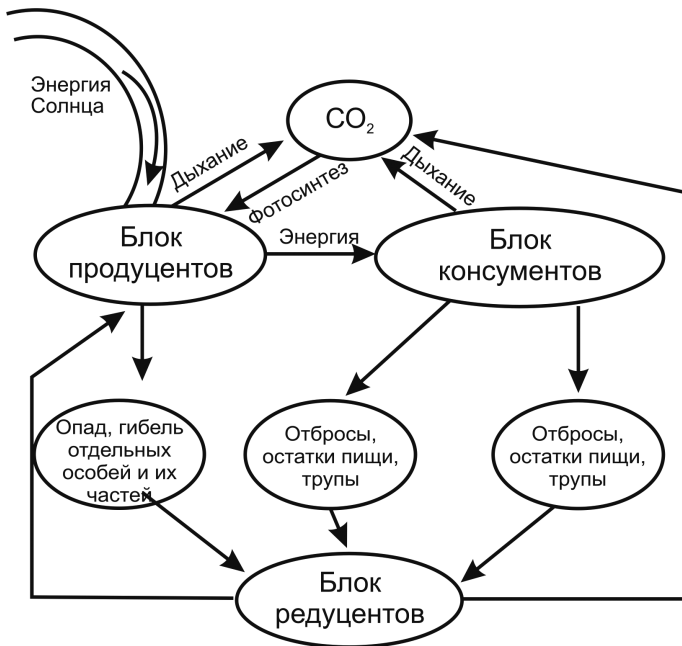 Энергия
Солнца
CO₂
Дыхание
Фотосинтез
Дыхание
Блок
продуцентов
Энергия
Блок
консументов
Опад, гибель
отдельных
особей и их
частей
Отбросы,
остатки пищи,
трупы
Отбросы,
остатки пищи,
трупы
Блок
редуцентов